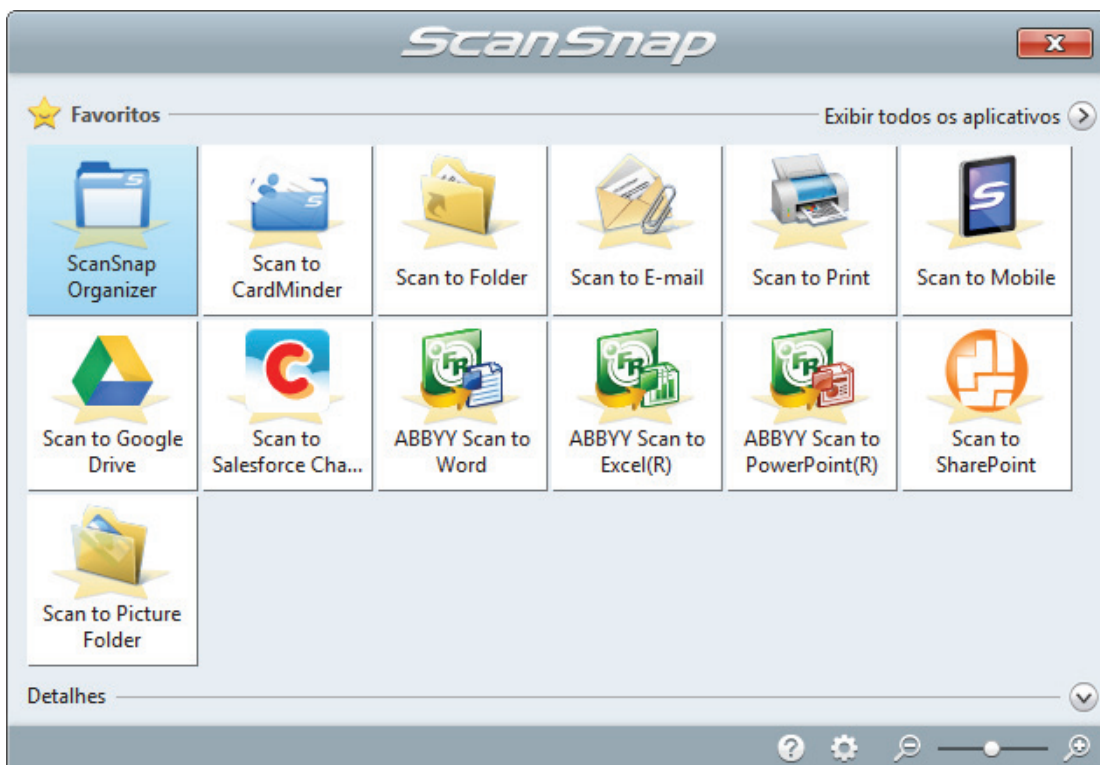 ScanSnap
Favoritos
Exibir todos os aplicativos
ScanSnap
Organizer
Scan to
CardMinder
Scan to Folder
Scan to E-mail
Scan to Print
Scan to Mobile
Scan to Google
Drive
Scan to
Salesforce Cha...
ABBYY Scan to
Word
ABBYY Scan to
Excel(R)
ABBYY Scan to
PowerPoint(R)
Scan to
SharePoint
Scan to Picture
Folder
Detalhes